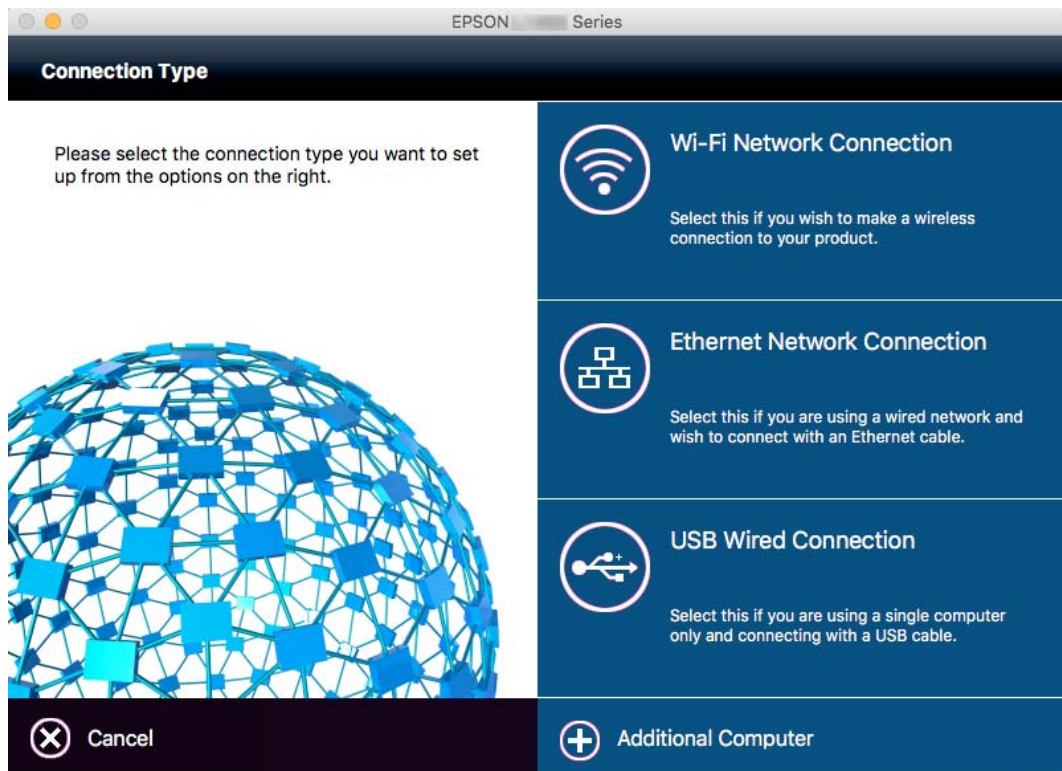 EPSON Series
Connection Type
Please select the connection type you want to set
up from the options on the right.
Wi-Fi Network Connection
Select this if you wish to make a wireless
connection to your product.
Ethernet Network Connection
Select this if you are using a wired network and
wish to connect with an Ethernet cable.
USB Wired Connection
Select this if you are using a single computer
only and connecting with a USB cable.
Cancel
Additional Computer